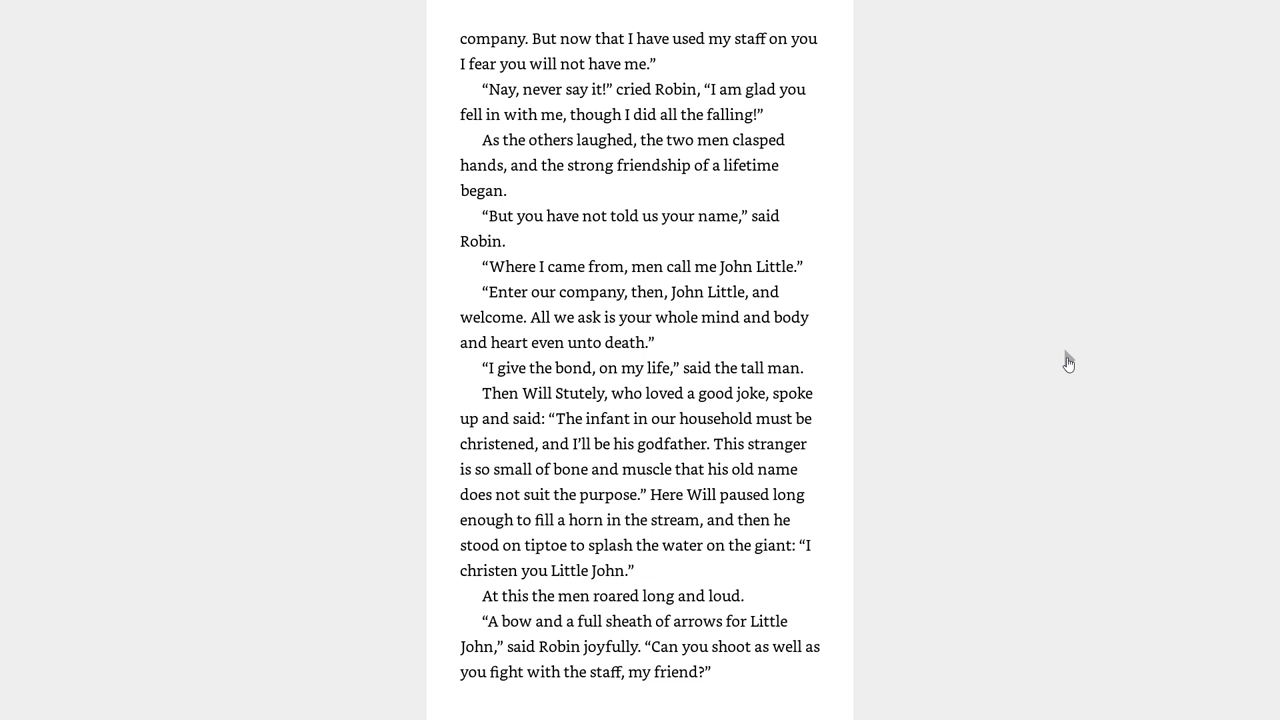 company. But now that I have used my staff on you
I fear you will not have me.”
“Nay, never say it!” cried Robin, “I am glad you
fell in with me, though I did all the falling!”
As the others laughed, the two men clasped
hands, and the strong friendship of a lifetime
began.
“But you have not told us your name,” said
Robin.
“Where I came from, men call me John Little.”
“Enter our company, then, John Little, and
welcome. All we ask is your whole mind and body
and heart even unto death.”
“I give the bond, on my life,” said the tall man.
Then Will Stutely, who loved a good joke, spoke
up and said: “The infant in our household must be
christened, and I’ll be his godfather. This stranger
is so small of bone and muscle that his old name
does not suit the purpose.” Here Will paused long
enough to fill a horn in the stream, and then he
stood on tiptoe to splash the water on the giant: “I
christen you Little John.”
At this the men roared long and loud.
“A bow and a full sheath of arrows for Little
John,” said Robin joyfully. “Can you shoot as well as
you fight with the staff, my friend?”